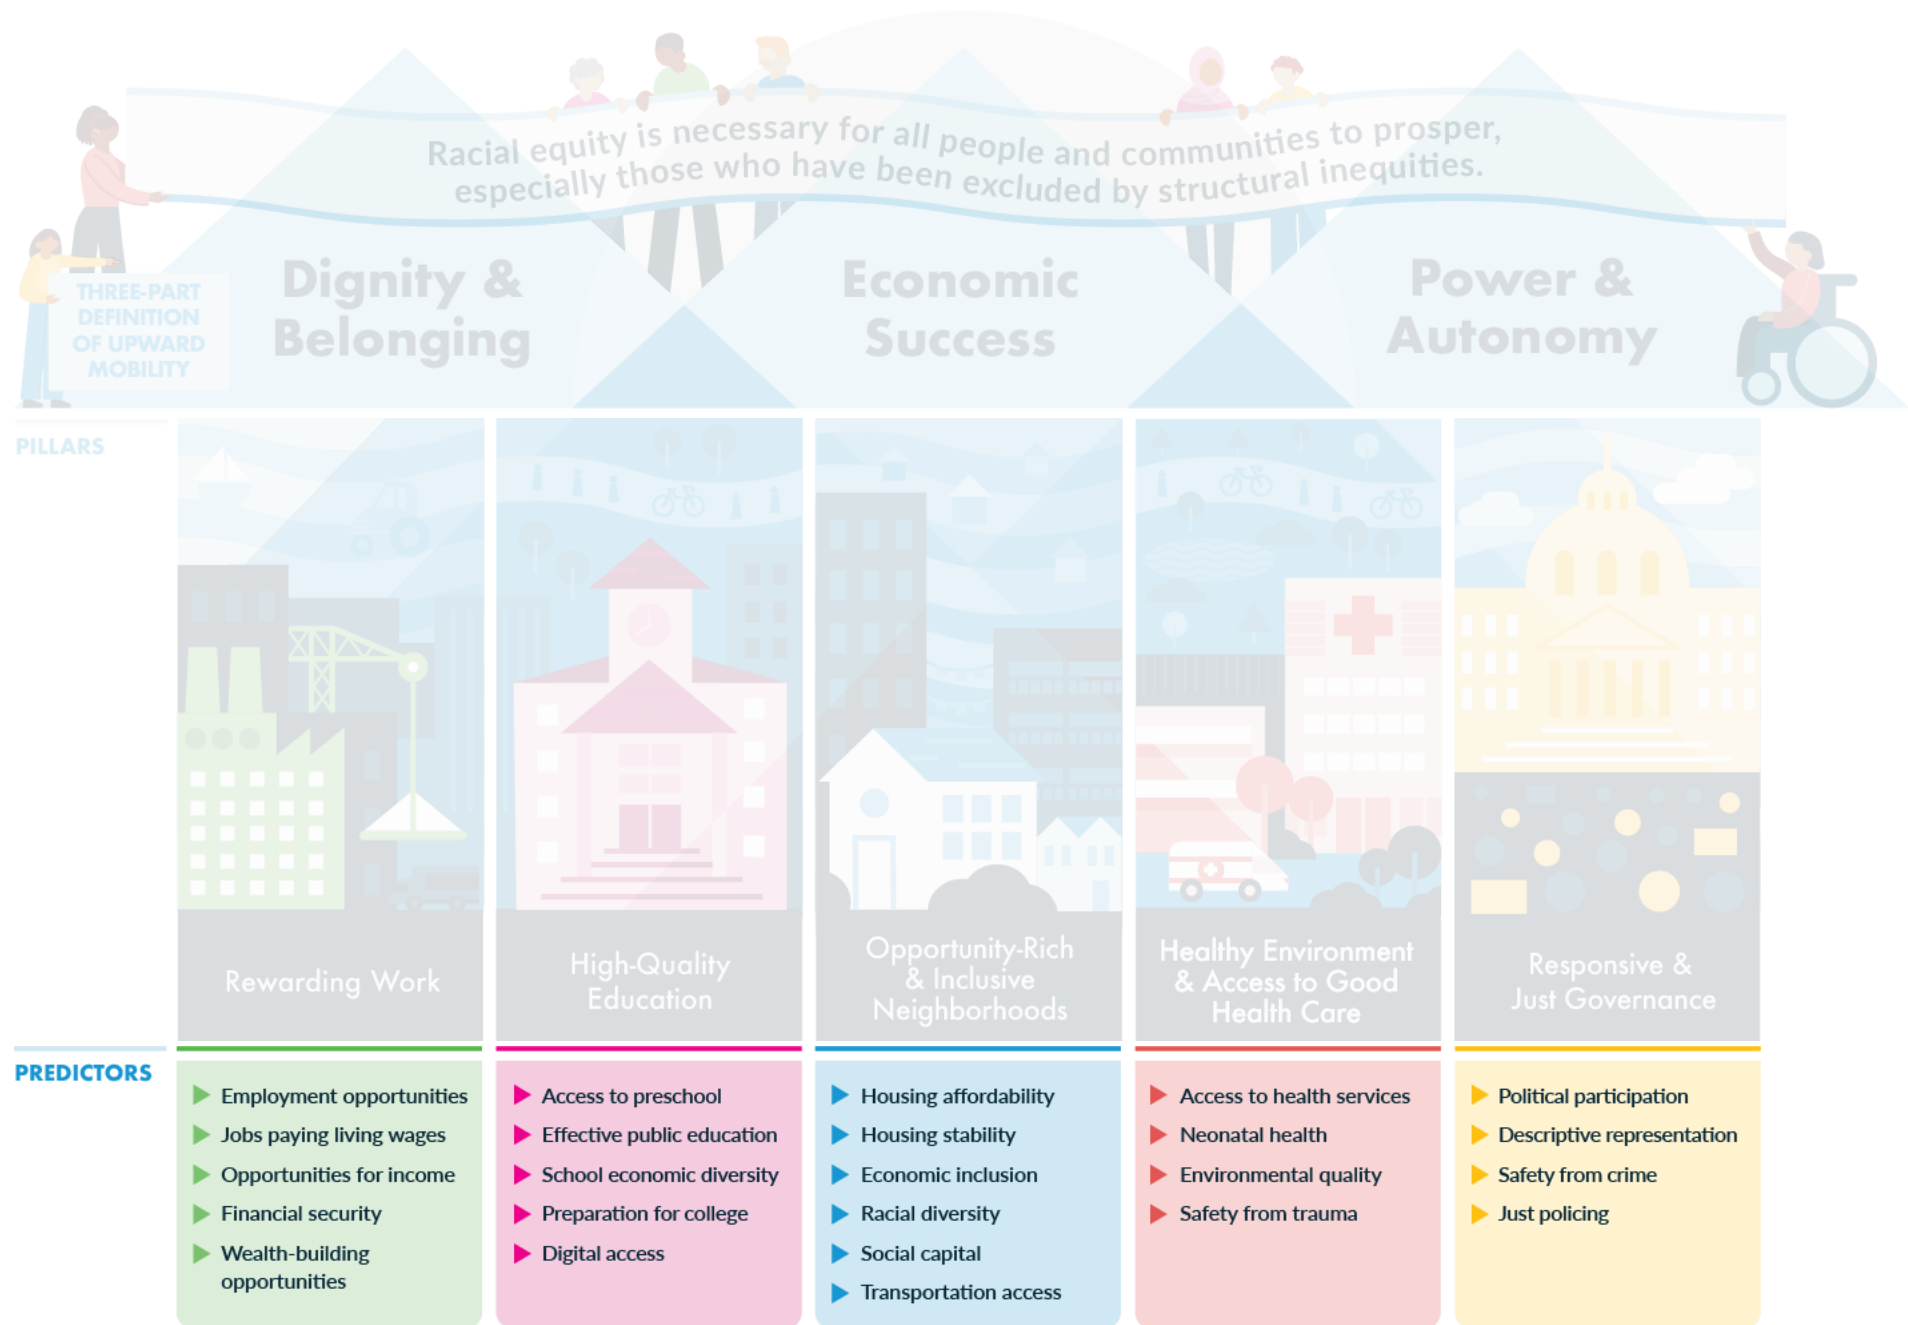 Racial equity is necessary for all people and communities to prosper,
especially those who have been excluded by structural inequities.
THREE-PART
DEFINITION
OF UPWARD
MOBILITY
Dignity &
Belonging
Economic
Success
Power &
Autonomy
PILLARS
Rewarding Work
High-Quality
Education
Opportunity-Rich
& Inclusive
Neighborhoods
Healthy Environment
& Access to Good
Health Care
Responsive &
Just Governance
PREDICTORS
Employment opportunities
Jobs paying living wages
Opportunities for income
Financial security
Wealth-building
opportunities
Access to preschool
Effective public education
School economic diversity
Preparation for college
Digital access
Housing affordability
Housing stability
Economic inclusion
Racial diversity
Social capital
Transportation access
Access to health services
Neonatal health
Environmental quality
Safety from trauma
Political participation
Descriptive representation
Safety from crime
Just policing